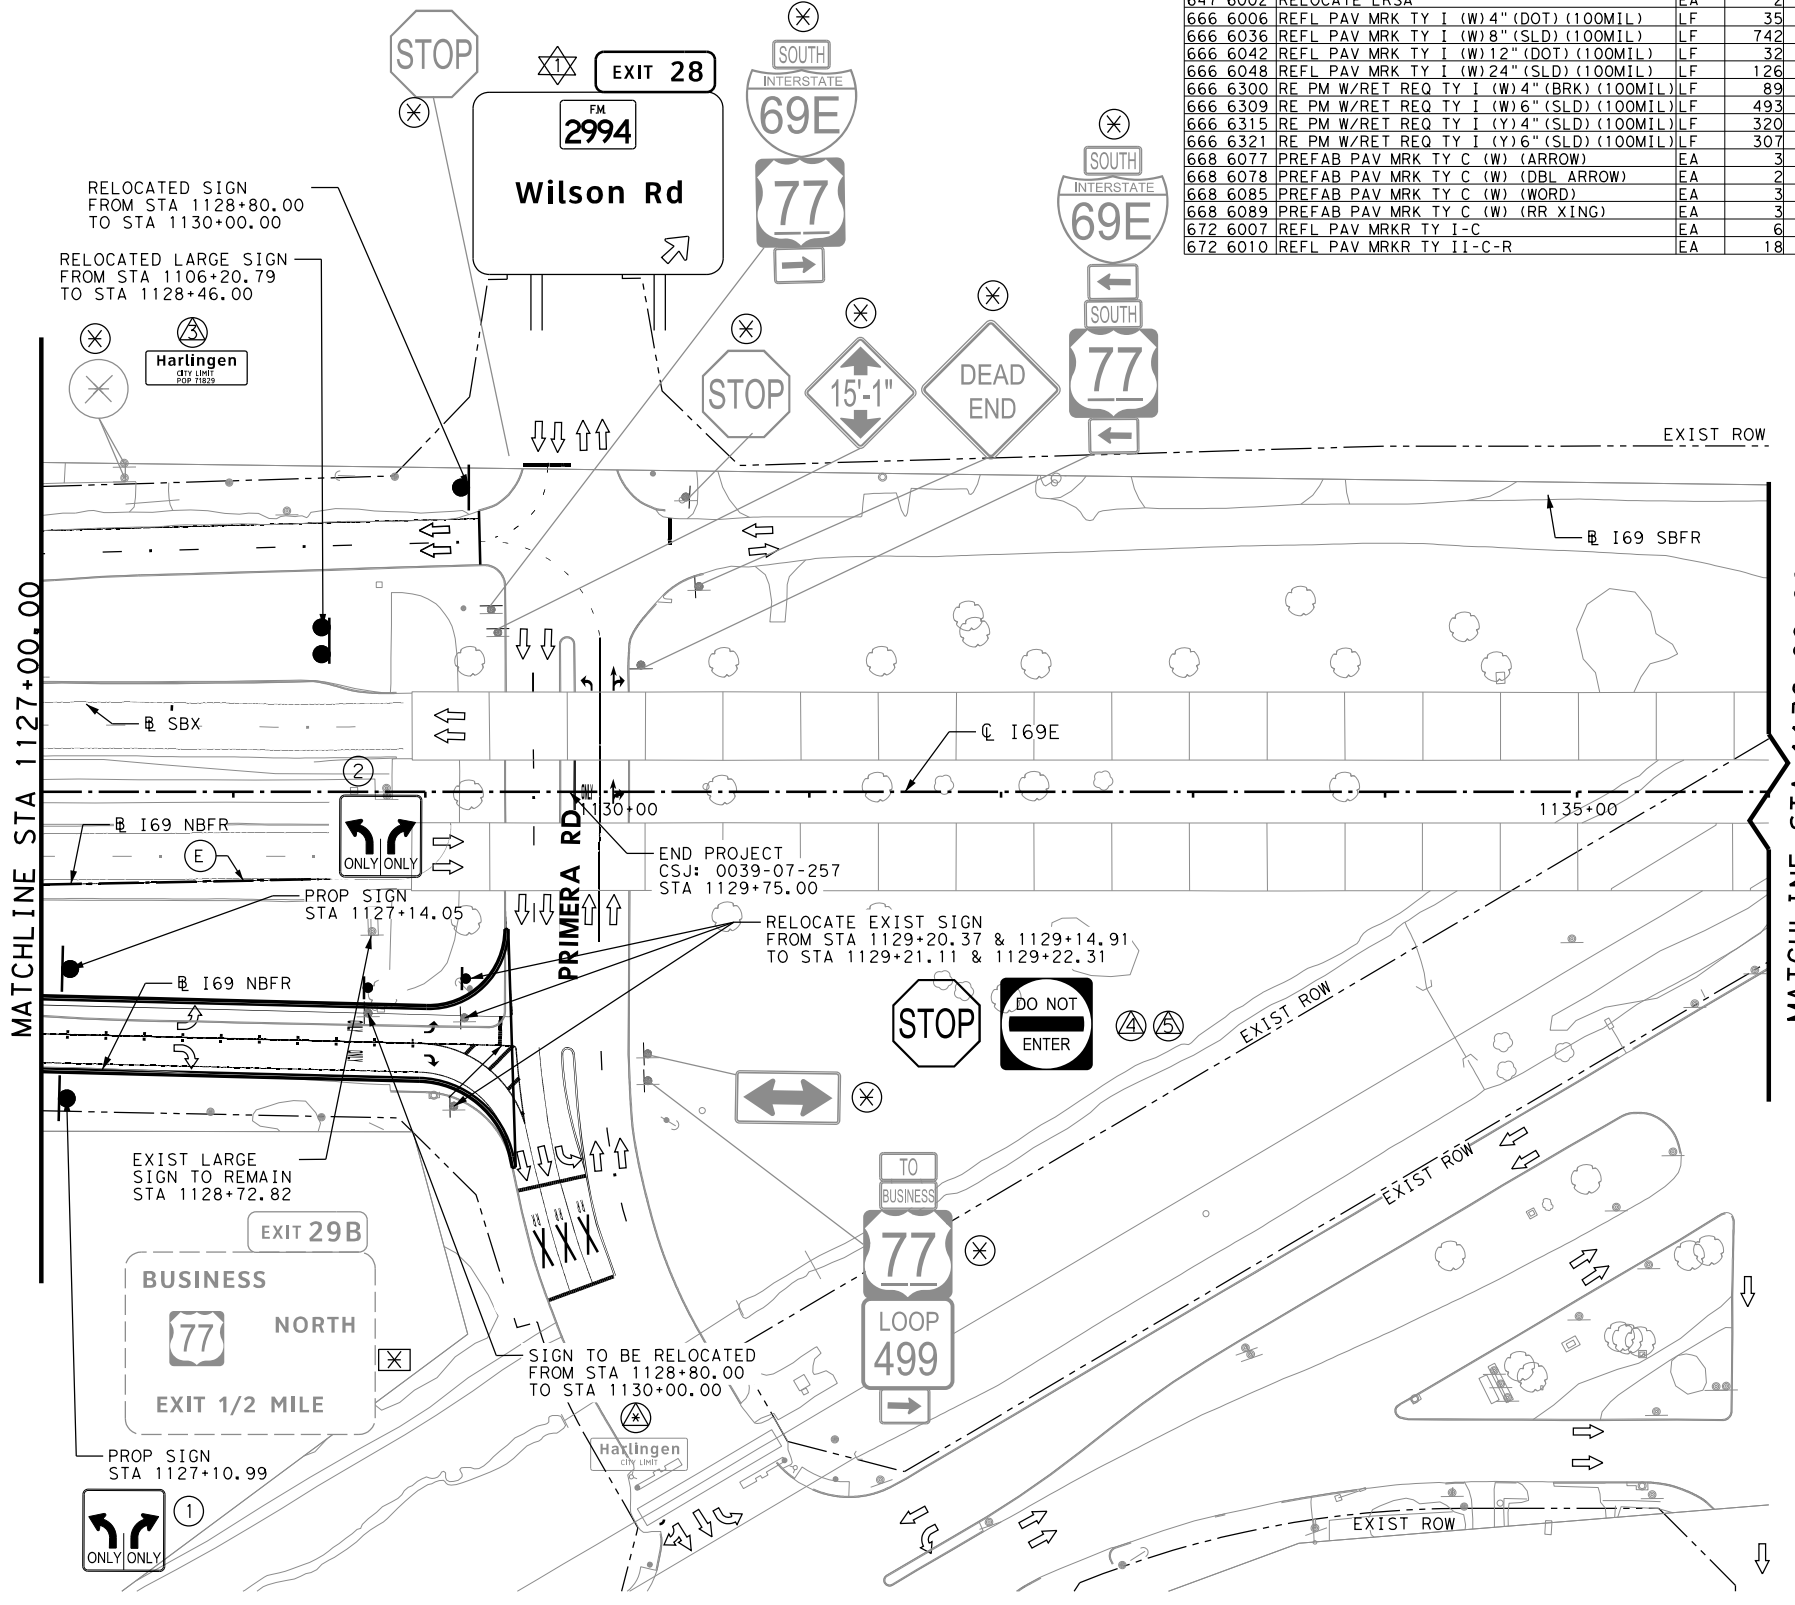 666 6006 REFL PAV MRK TY I (W)4"(DOT)(100MIL) LF 35
666 6036 REFL PAV MRK TY I (W)8"(SLD)(100MIL) LF 742
666 6042 REFL PAV MRK TY I (W)12"(DOT)(100MIL) LF 32
666 6048 REFL PAV MRK TY I (W)24"(SLD)(100MIL) LF 126
666 6300 RE PM W/RET REQ TY I (W)4"(BRK)(100MIL) LF 89
666 6309 RE PM W/RET REQ TY I (W)6"(SLD)(100MIL) LF 493
666 6315 RE PM W/RET REQ TY I (Y)4"(SLD)(100MIL) LF 320
666 6321 RE PM W/RET REQ TY I (Y)6"(SLD)(100MIL) LF 307
668 6077 PREFAB PAV MRK TY C (W) (ARROW) EA 3
668 6078 PREFAB PAV MRK TY C (W) (DBL ARROW) EA 2
668 6085 PREFAB PAV MRK TY C (W) (WORD) EA 3
668 6089 PREFAB PAV MRK TY C (W) (RR XING) EA 3
672 6007 REFL PAV MRKR TY I-C EA 6
672 6010 REFL PAV MRKR TY II-C-R EA 18
STOP
1
EXIT 28
FM
2994
Wilson Rd
SOUTH
INTERSTATE
69E
77
SOUTH
INTERSTATE
69E
SOUTH
77
RELOCATED SIGN
FROM STA 1128+80.00
TO STA 1130+00.00
RELOCATED LARGE SIGN
FROM STA 1106+20.79
TO STA 1128+46.00
3
Harlingen
CITY LIMIT
POP 71829
STOP
15'-1"
DEAD
END
EXIST ROW
℄ I69 SBFR
MATCHLINE STA 1127+00.00
℄ SBX
℄ I69E
2
ONLY ONLY
℄ I69 NBFR
E
ONLY
1130+00
1135+00
PRIMERA RD
END PROJECT
CSJ: 0039-07-257
STA 1129+75.00
PROP SIGN
STA 1127+14.05
RELOCATE EXIST SIGN
FROM STA 1129+20.37 & 1129+14.91
TO STA 1129+21.11 & 1129+22.31
℄ I69 NBFR
STOP
DO NOT
ENTER
4 5
EXIST ROW
EXIST LARGE
SIGN TO REMAIN
STA 1128+72.82
EXIST ROW
TO
BUSINESS
77
LOOP
499
EXIT 29B
BUSINESS
77 NORTH
EXIT 1/2 MILE
SIGN TO BE RELOCATED
FROM STA 1128+80.00
TO STA 1130+00.00
Harlingen
CITY LIMIT
PROP SIGN
STA 1127+10.99
ONLY ONLY
1
EXIST ROW